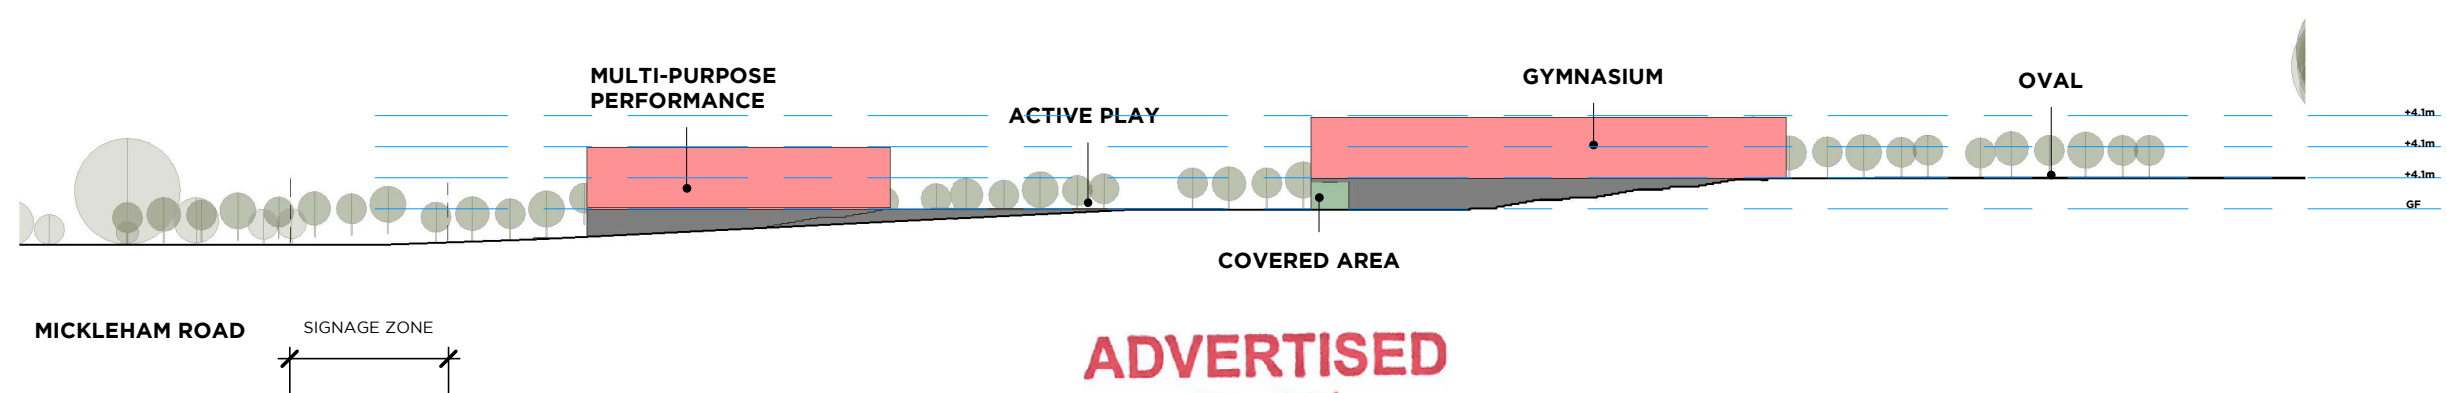 MULTI-PURPOSE
PERFORMANCE
ACTIVE PLAY
GYMNASIUM
OVAL
+4.1m
+4.1m
+4.1m
GF
COVERED AREA
MICKLEHAM ROAD
SIGNAGE ZONE
ADVERTISED